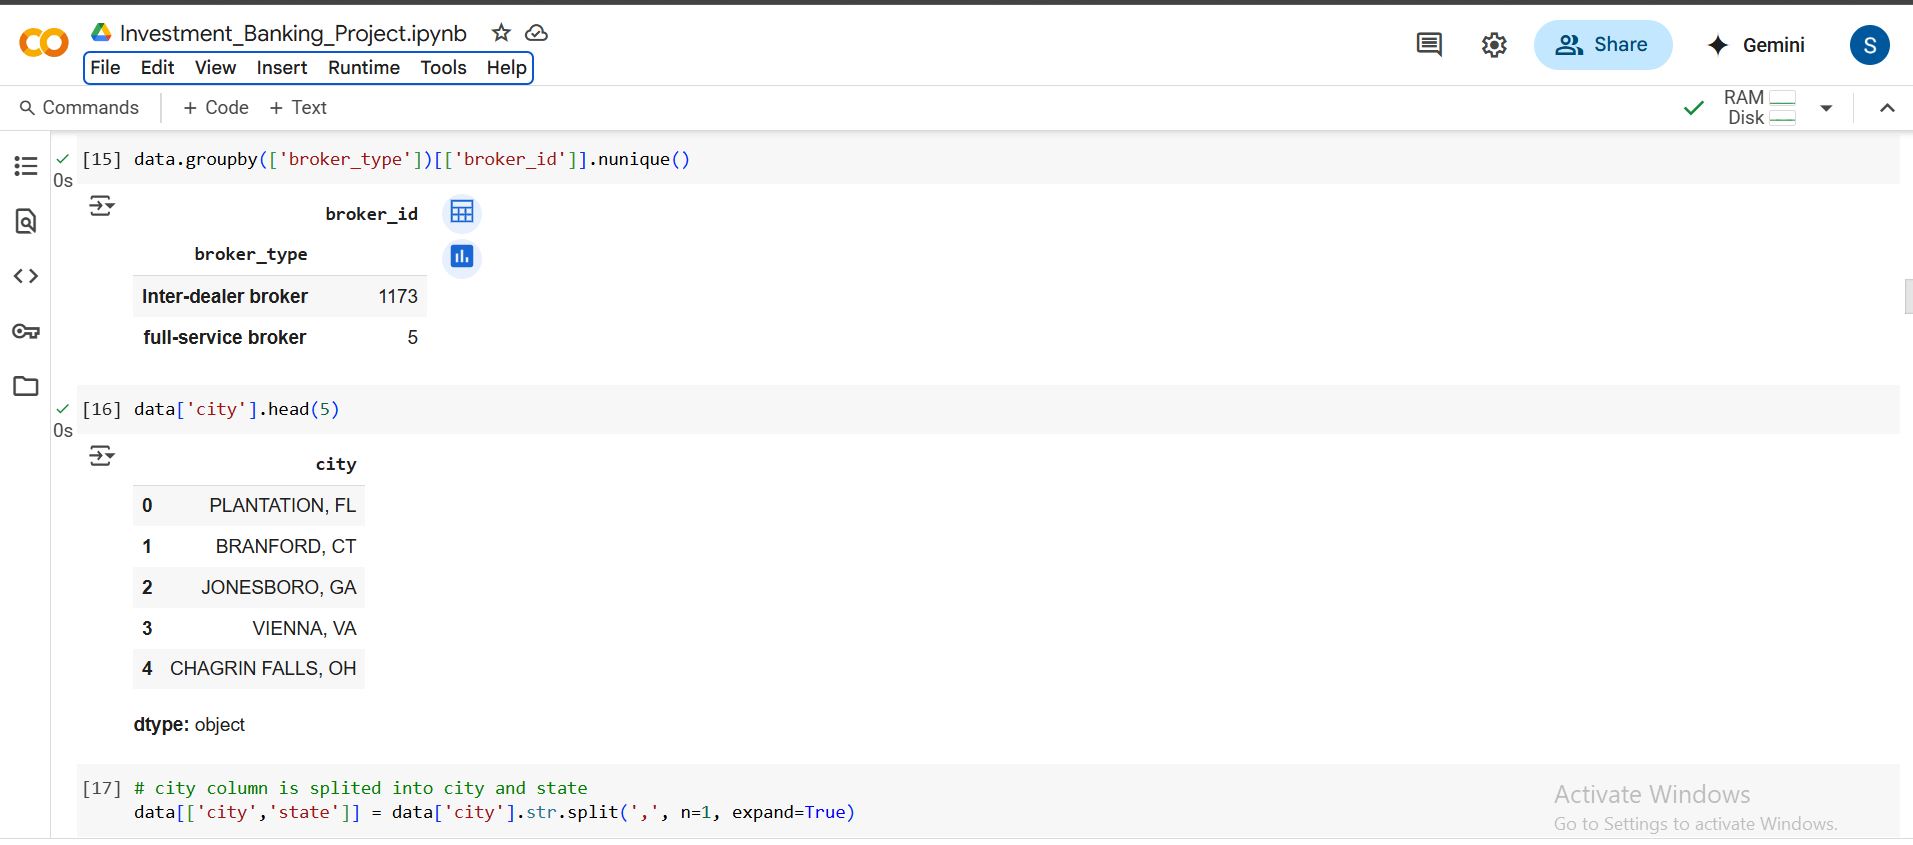 Investment_Banking_Project.ipynb
File Edit View Insert Runtime Tools Help
Share
Gemini
S
Commands
+ Code + Text
RAM
Disk
[15] data.groupby(['broker_type'])[['broker_id']].nunique()
0s
broker_id
broker_type
Inter-dealer broker 1173
full-service broker 5
[16] data['city'].head(5)
0s
city
0 PLANTATION, FL
1 BRANFORD, CT
2 JONESBORO, GA
3 VIENNA, VA
4 CHAGRIN FALLS, OH
dtype: object
[17] # city column is splited into city and state
data[['city','state']] = data['city'].str.split(',', n=1, expand=True)
Activate Windows
Go to Settings to activate Windows.